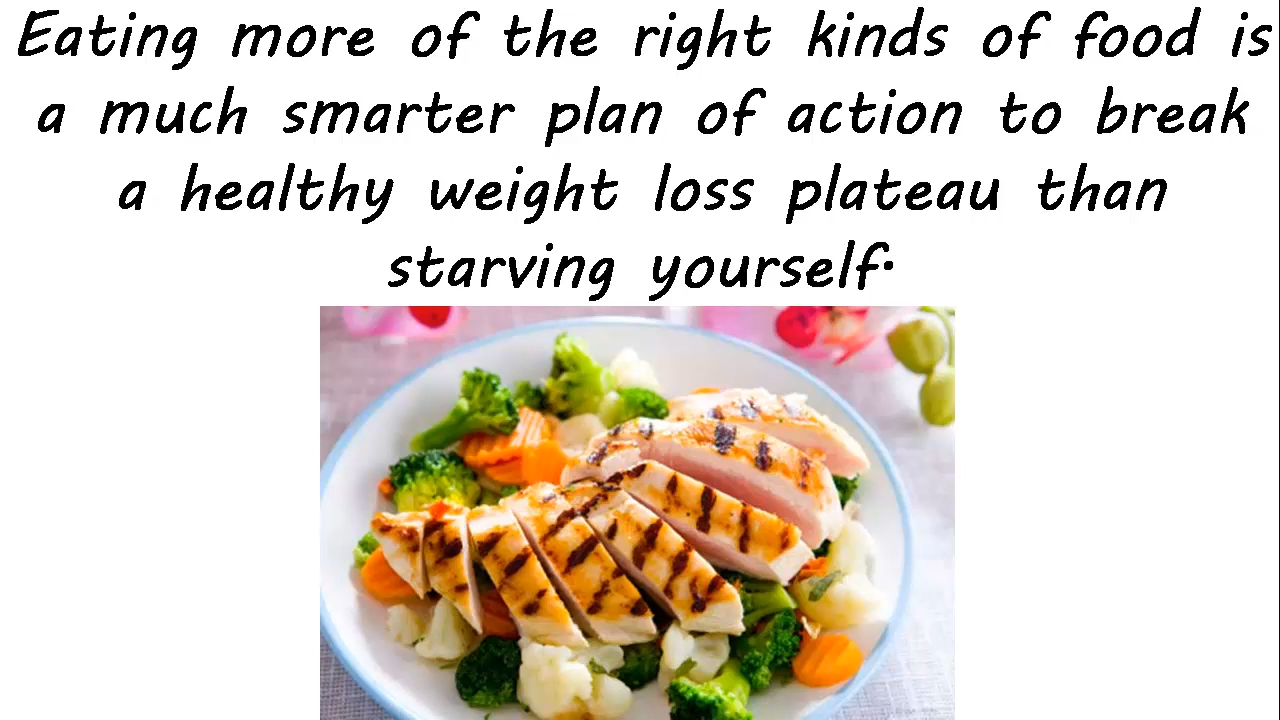 Eating more of the right kinds of food is
a much smarter plan of action to break
a healthy weight loss plateau than
starving yourself.